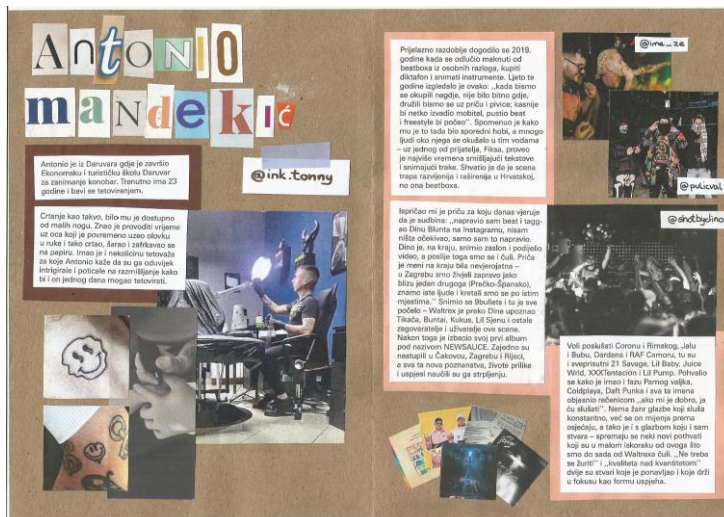 Antonio
mandekić
Antonio je iz Daruvara gdje je završio
Ekonomsku i turističku školu Daruvar
za zanimanje konobar. Trenutno ima 23
godine i bavi se tetoviranjem.
@ink.tonny
Crtanje kao takvo, bilo mu je dostupno
od malih nogu. Znao je provoditi vrijeme
uz oca koji je povremeno uzeo olovku
u ruke i tako crtao, šarao i zafrkavao se
na papiru. Imao je i nekolicinu tetovaža
za koje Antonio kaže da su ga oduvijek
intrigirale i poticale na razmišljanje kako
bi i on jednog dana mogao tetovirati.
Prijelazno razdoblje dogodilo se 2019.
godine kada se odlučio maknuti od
beatboxa iz osobnih razloga, kupiti
diktafon i snimati instrumente. Ljeto te
godine izgledalo je ovako: „kada bismo
se okupili negdje, nije bilo bitno gdje,
družili bismo se uz priču i pivice; kasnije
bi netko izvadio mobitel, pustio beat
i freestyle bi počeo”. Spomenuo je kako
mu je to tada bio sporedni hobi, a mnogo
ljudi oko njega se okušalo u tim vodama
– uz jednog od prijatelja, Fiksa, proveo
je najviše vremena smišljajući tekstove
i snimajući trake. Shvatio je da je scena
trapa razvijenija i raširenija u Hrvatskoj,
no ona beatboxa.
Ispričao mi je priču za koju danas vjeruje
da je sudbina: „napravio sam beat i tagg-
ao Dinu Blunta na Instagramu, nisam
ništa očekivao, samo sam to napravio.
Dino je, na kraju, snimio zaslon i podijelio
video, a poslije toga smo se i čuli. Priča
je meni na kraju bila nevjerojatna –
u Zagrebu smo živjeli zapravo jako
blizu jedan drugoga (Prečko-Špansko),
znamo iste ljude i kretali smo se po istim
mjestima.” Snimio se 9bullets i tu je sve
počelo – Waltrex je preko Dine upoznao
Tikača, Buntai, Kukus, Lil Sjenu i ostale
zagovaratelje i uživatelje ove scene.
Nakon toga je izbacio svoj prvi album
pod nazivom NEWSAUCE. Zajedno su
nastupili u Čakovcu, Zagrebu i Rijeci,
a sva ta nova poznanstva, životne prilike
i uspjesi naučili su ga strpljenju.
@ime_ze
@pulicval
@shotbydino
Voli poslušati Coronu i Rimskog, Jalu
i Bubu, Dardana i RAF Camoru, tu su
i sveprisutni 21 Savage, Lil Baby, Juice
Wrld, XXXTentacion i Lil Pump. Pohvalio
se kako je imao i fazu Parnog valjka,
Coldplaya, Daft Punka i sva ta imena
objasnio rečenicom „ako mi je dobro, ja
ću slušati”. Nema žanr glazbe koji sluša
konstantno, već se on mijenja prema
osjećaju, a tako je i s glazbom koju i sam
stvara – spremaju se neki novi pothvati
koji su u malom iskoraku od ovoga što
smo do sada od Waltrexa čuli. „Ne treba
se žuriti” i „kvaliteta nad kvantitetom”
dvije su stvari koje je ponavljao i koje drži
u fokusu kao formu uspjeha.